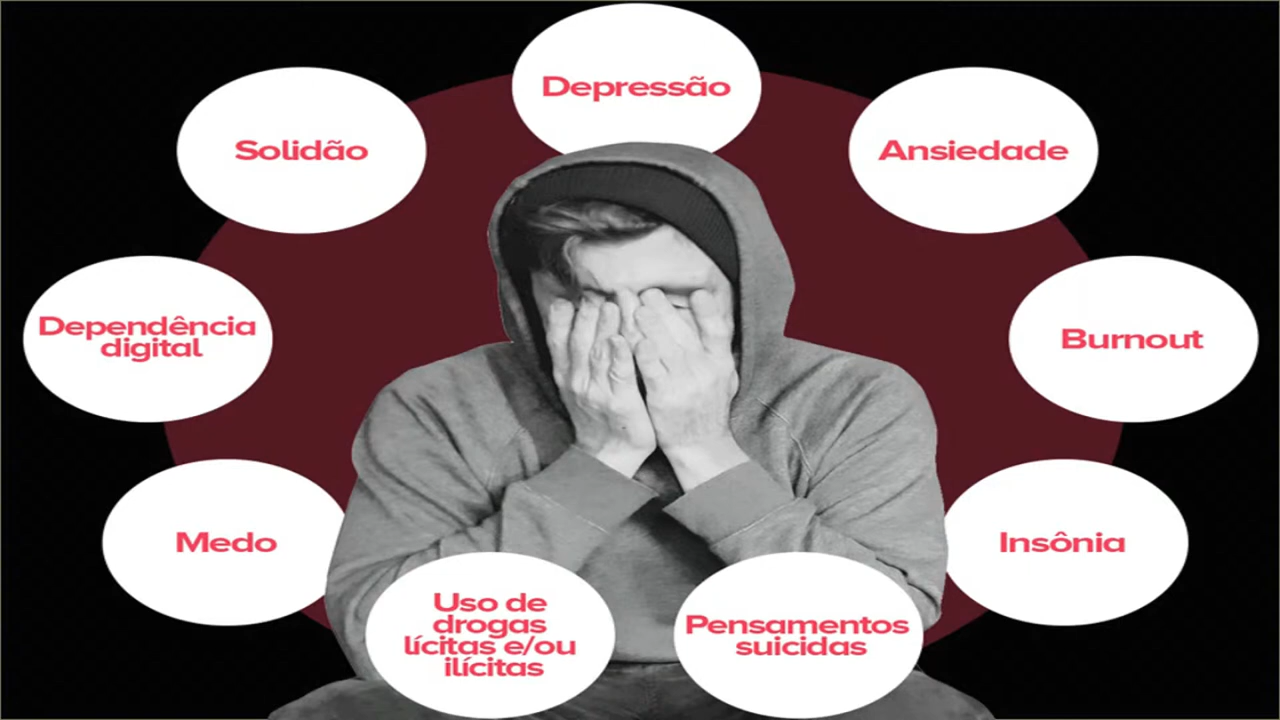 Depressão
Solidão
Ansiedade
Dependência
digital
Burnout
Medo
Insônia
Uso de
drogas
lícitas e/ou
ilícitas
Pensamentos
suicidas